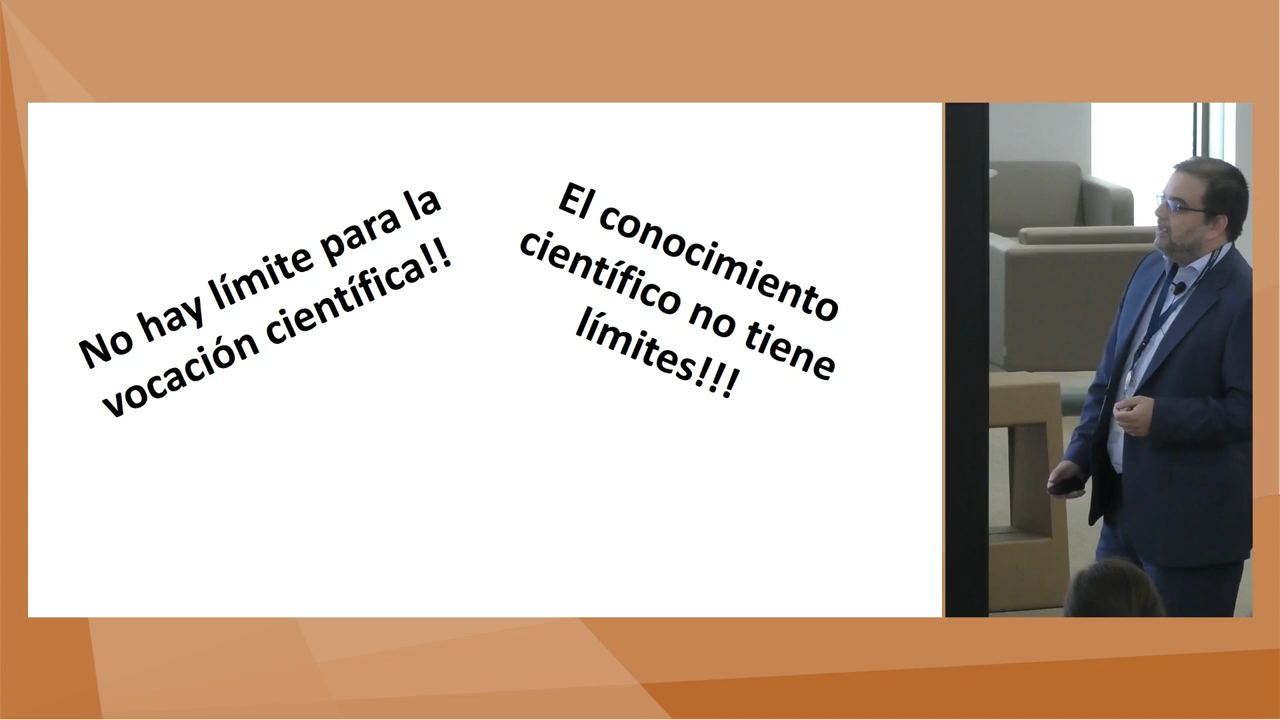 No hay límite para la
vocación científica!!
El conocimiento
científico no tiene
límites!!!